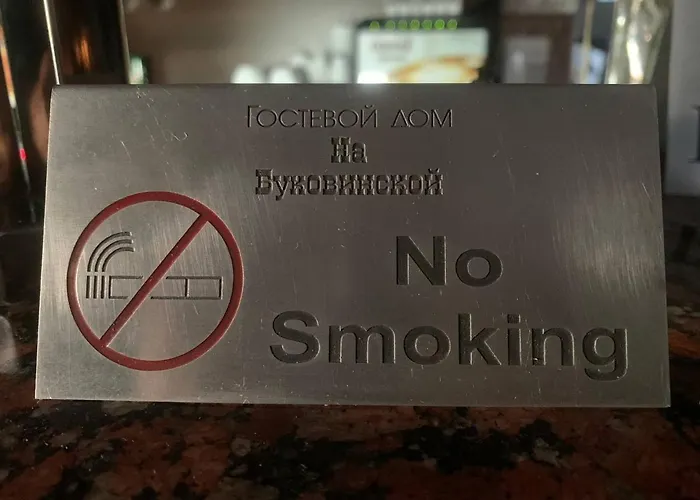 Гостевой дом
На
Буковинской
No
Smoking